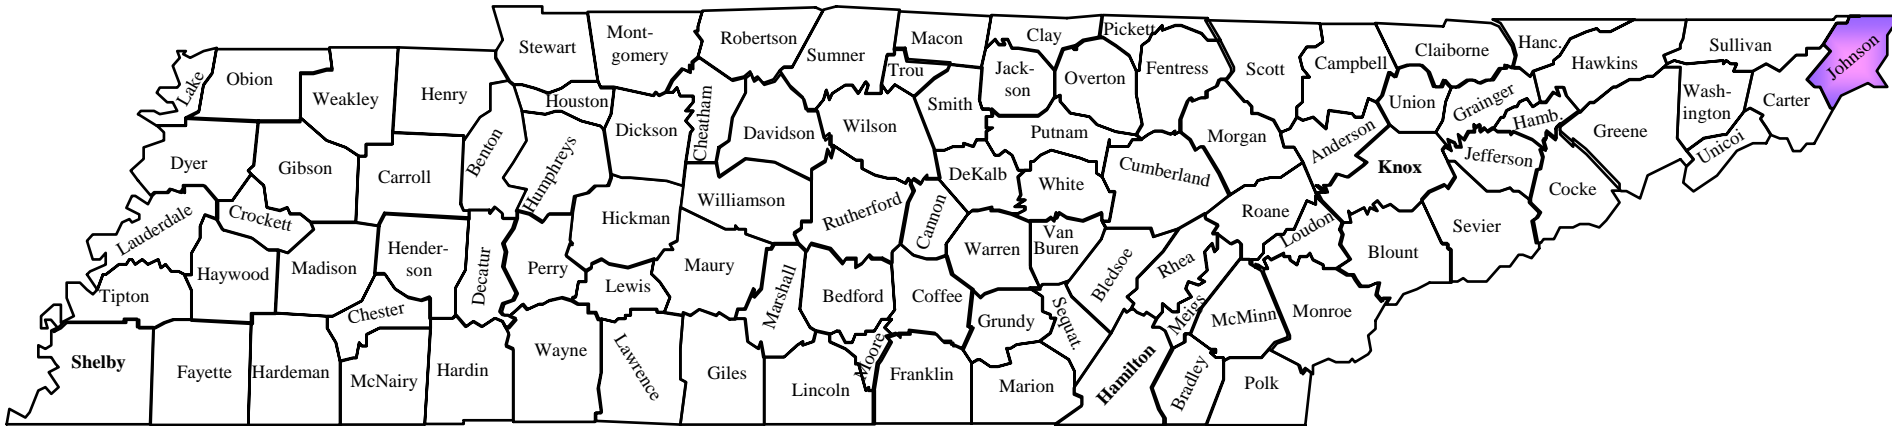 Stewart
Mont-
gomery
Robertson
Sumner
Macon
Trou
Clay
Pickett
Fentress
Overton
Jack-
son
Scott
Campbell
Claiborne
Hanc.
Hawkins
Sullivan
Johnson
Lake
Obion
Weakley
Henry
Houston
Dickson
Cheatham
Davidson
Wilson
Smith
Putnam
Morgan
Anderson
Union
Grainger
Hamb.
Greene
Wash-
ington
Carter
Unicoi
Dyer
Gibson
Carroll
Benton
Humphreys
Hickman
Williamson
Rutherford
Cannon
DeKalb
White
Cumberland
Roane
Loudon
Knox
Jefferson
Cocke
Sevier
Blount
Lauderdale
Crockett
Haywood
Madison
Hender-
son
Decatur
Perry
Lewis
Maury
Marshall
Bedford
Coffee
Warren
Van
Buren
Bledsoe
Rhea
Meigs
McMinn
Monroe
Tipton
Chester
Shelby
Fayette
Hardeman
McNairy
Hardin
Wayne
Lawrence
Giles
Lincoln
Moore
Franklin
Grundy
Sequat.
Marion
Hamilton
Bradley
Polk